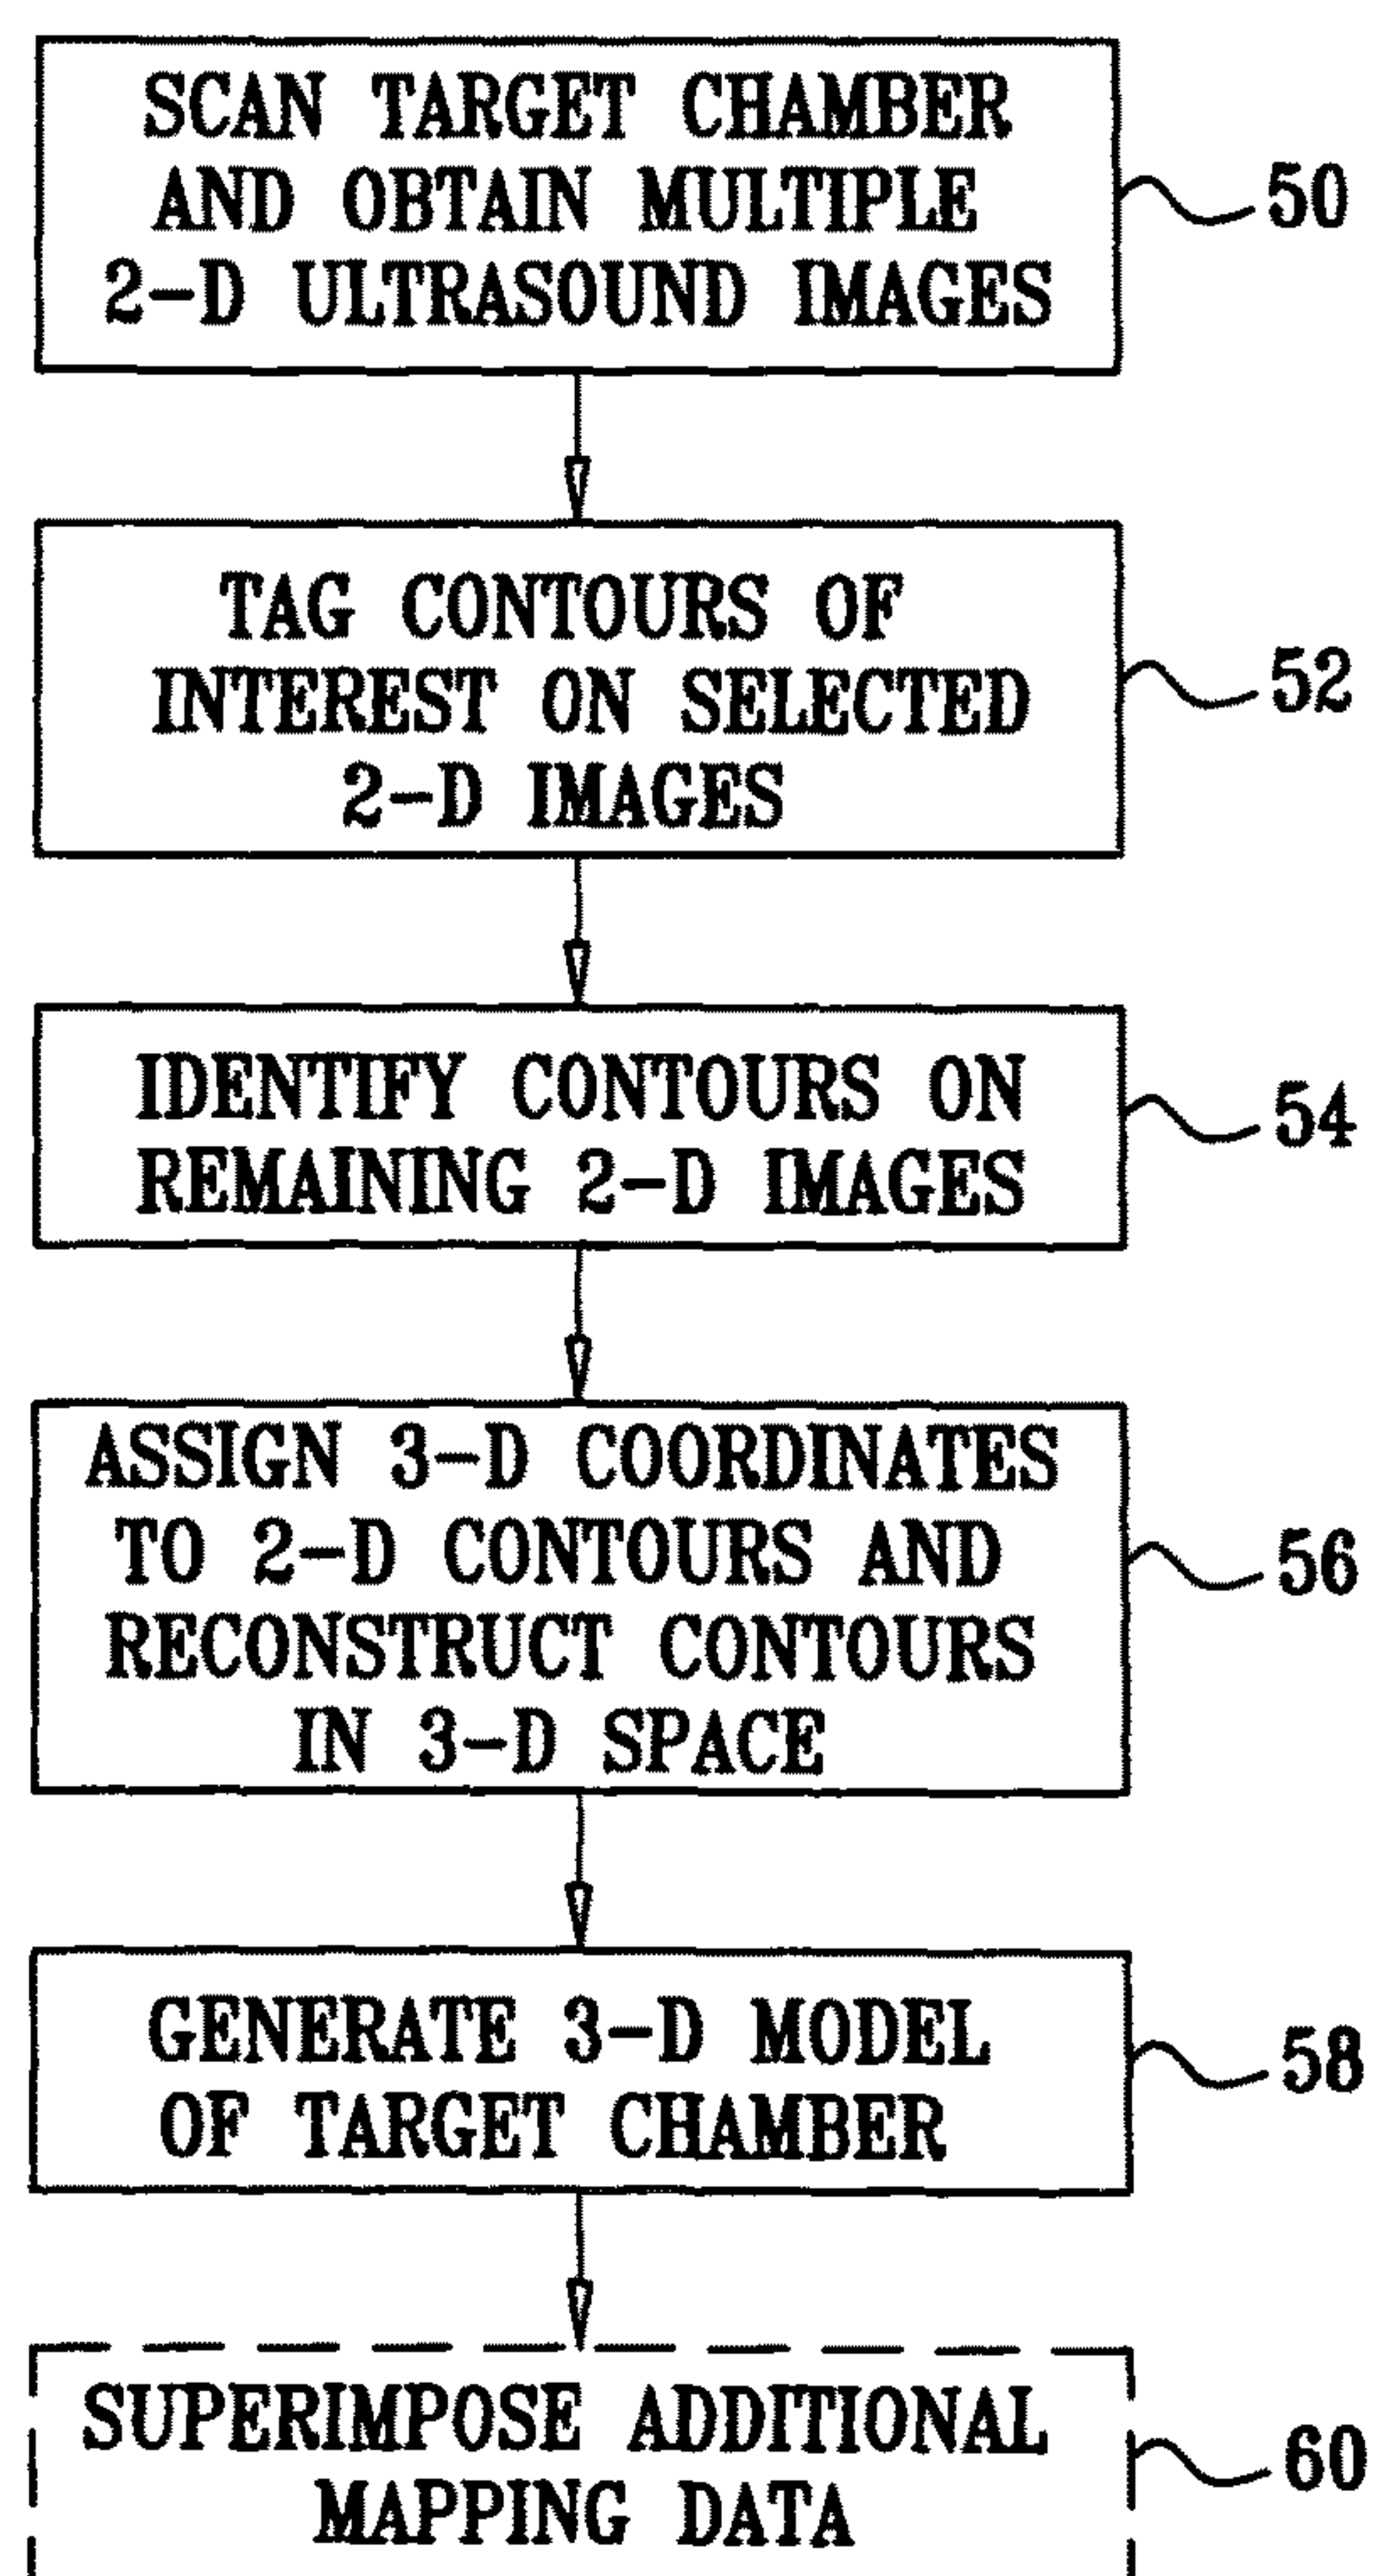 SCAN TARGET CHAMBER
AND OBTAIN MULTIPLE
2-D ULTRASOUND IMAGES
50
TAG CONTOURS OF
INTEREST ON SELECTED
2-D IMAGES
52
IDENTIFY CONTOURS ON
REMAINING 2-D IMAGES
54
ASSIGN 3-D COORDINATES
TO 2-D CONTOURS AND
RECONSTRUCT CONTOURS
IN 3-D SPACE
56
GENERATE 3-D MODEL
OF TARGET CHAMBER
58
SUPERIMPOSE ADDITIONAL
MAPPING DATA
60